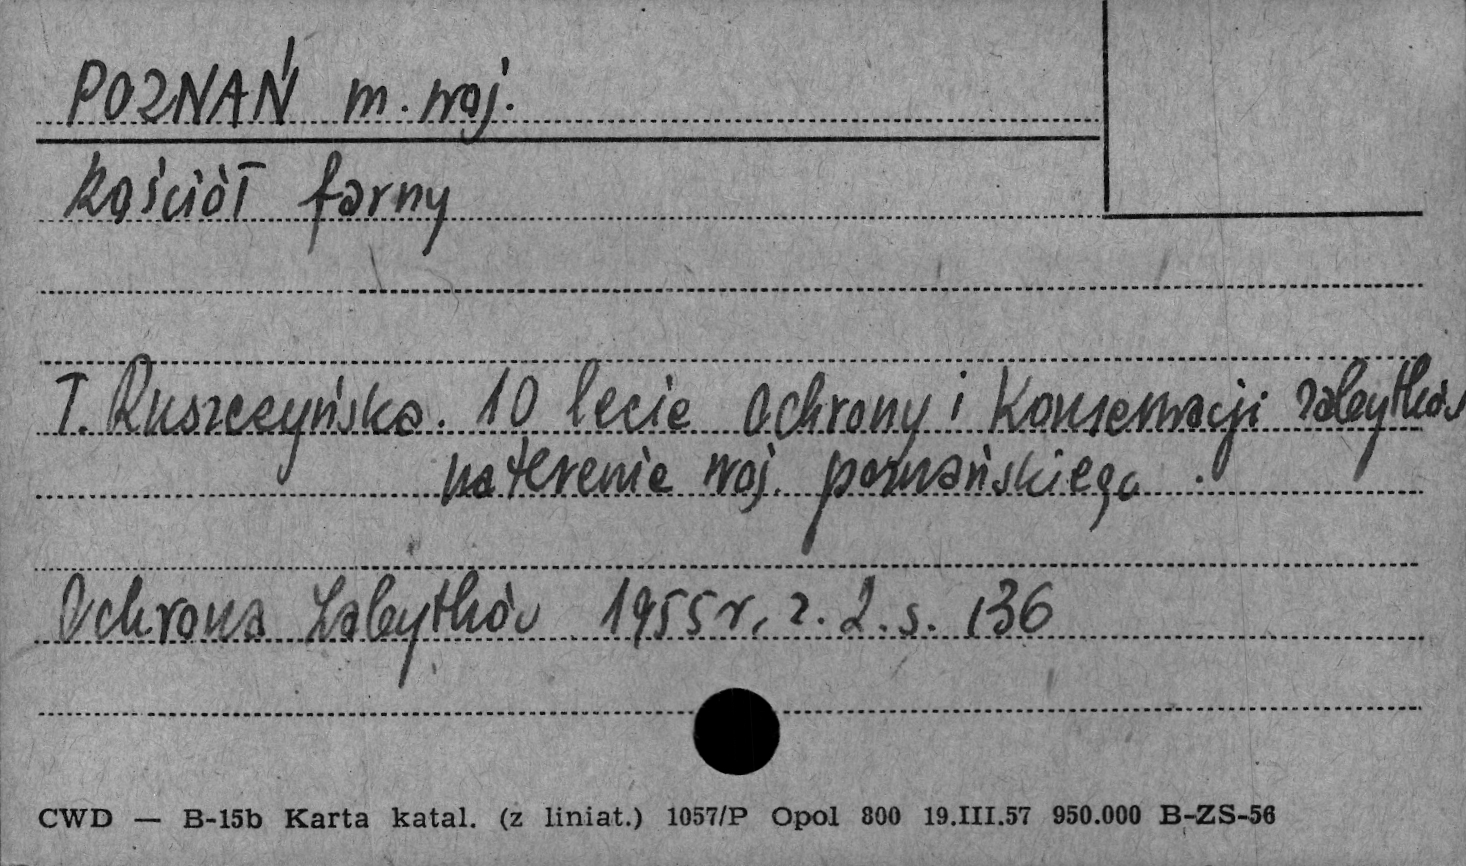 POZNAŃ m. woj.
Kościół farny
T. Ruszczyńska. 10 lecie Ochrony i Konserwacji Zabytków
na terenie woj. poznańskiego.
Ochrona Zabytków 1955 r. z. 2. s. 136
CWD — B-15b Karta katal. (z liniat.) 1057/P Opol 800 19.III.57 950.000 B-ZS-56